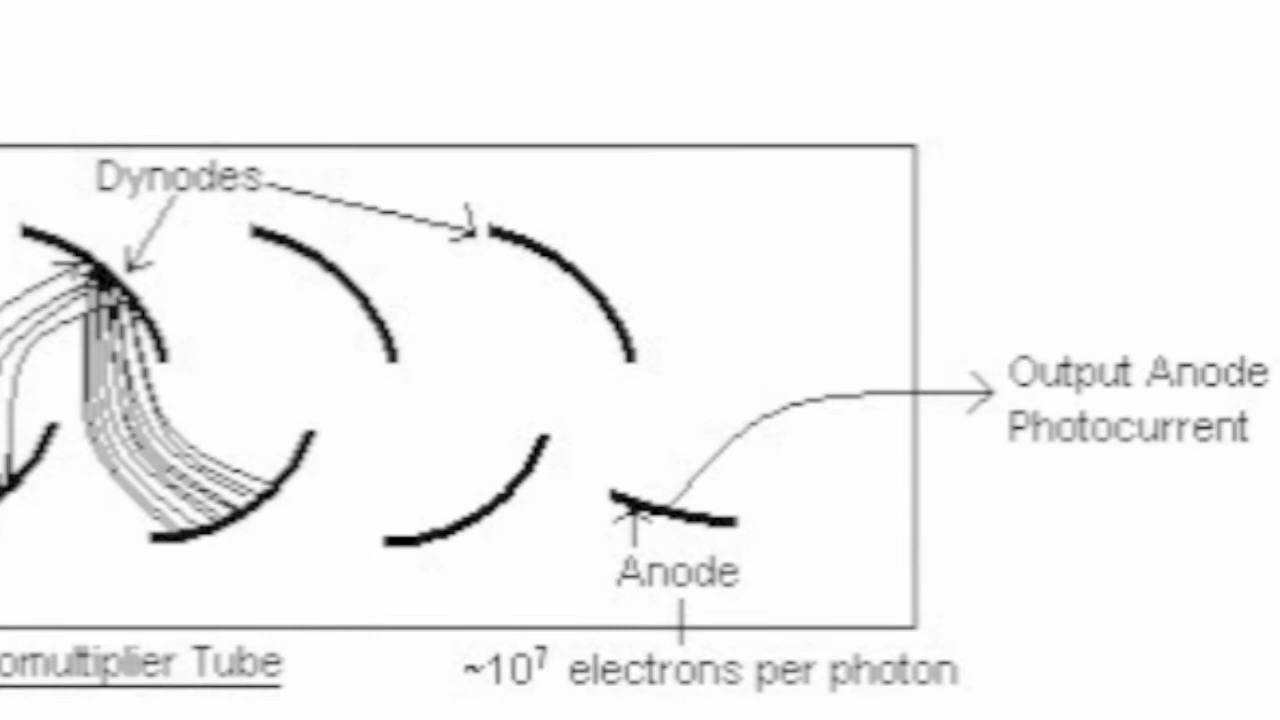 Dynodes
Output Anode
Photocurrent
Anode
omultiplier Tube
~10⁷ electrons per photon